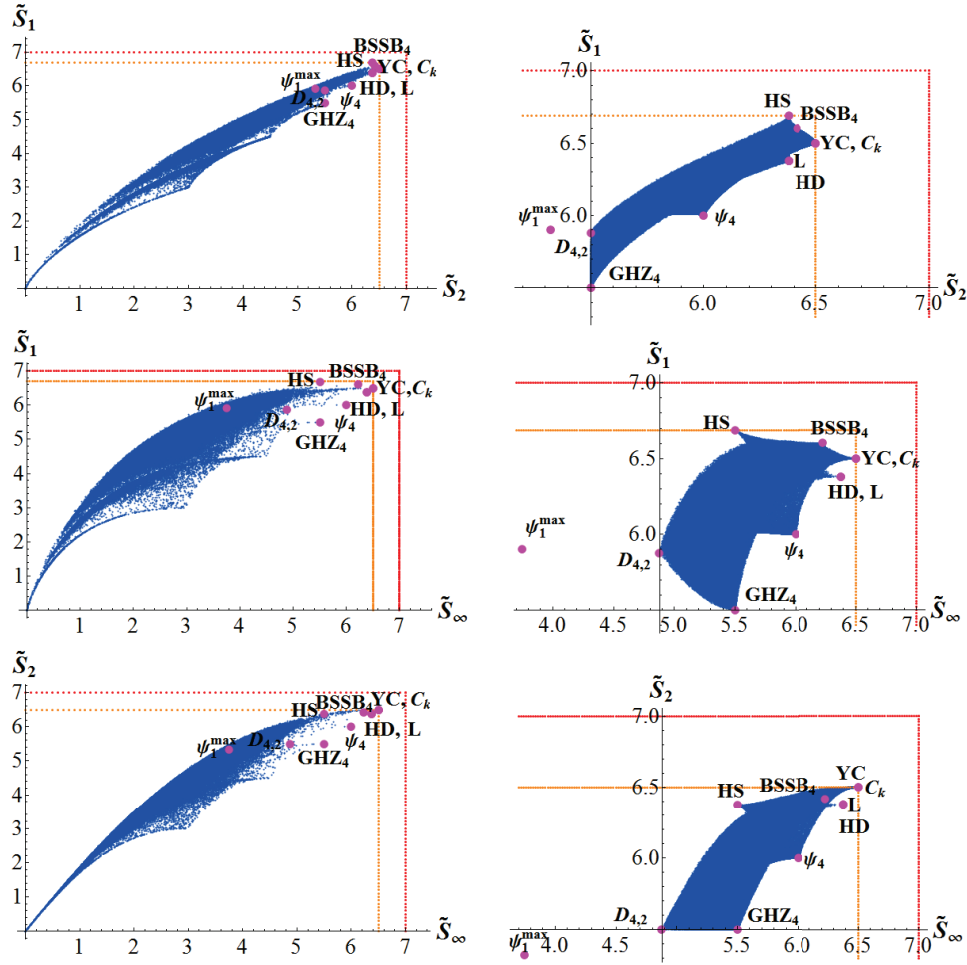 S̃₁
7
6
5
4
3
2
1
BSSB₄
HS
YC, Cₖ
ψ₁ᵐᵃˣ
D₄,₂
ψ₄
HD, L
GHZ₄
1 2 3 4 5 6 7 S̃₂
S̃₁
7.0
6.5
6.0
HS
BSSB₄
YC, Cₖ
L
HD
ψ₁ᵐᵃˣ
ψ₄
D₄,₂
GHZ₄
6.0 6.5 7.0 S̃₂
S̃₁
7
6
5
4
3
2
1
BSSB₄
HS
YC, Cₖ
ψ₁ᵐᵃˣ
D₄,₂
ψ₄
HD, L
GHZ₄
1 2 3 4 5 6 7 S̃∞
S̃₁
7.0
6.5
6.0
HS
BSSB₄
YC, Cₖ
HD, L
ψ₁ᵐᵃˣ
ψ₄
D₄,₂
GHZ₄
4.0 4.5 5.0 5.5 6.0 6.5 7.0 S̃∞
S̃₂
7
6
5
4
3
2
1
YC, Cₖ
BSSB₄
HS
ψ₁ᵐᵃˣ
D₄,₂
ψ₄
HD, L
GHZ₄
1 2 3 4 5 6 7 S̃∞
S̃₂
7.0
6.5
6.0
YC
BSSB₄
HS
Cₖ
L
HD
ψ₄
D₄,₂
GHZ₄
ψ₁ᵐᵃˣ
4.0 4.5 5.0 5.5 6.0 6.5 7.0 S̃∞